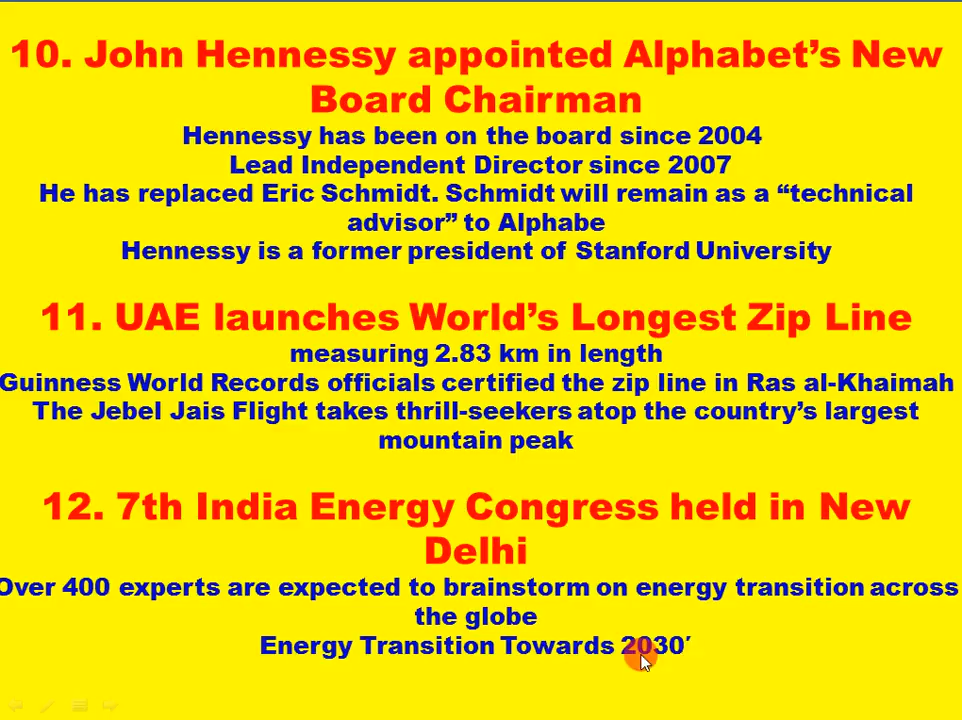 10. John Hennessy appointed Alphabet’s New
Board Chairman
Hennessy has been on the board since 2004
Lead Independent Director since 2007
He has replaced Eric Schmidt. Schmidt will remain as a “technical
advisor” to Alphabe
Hennessy is a former president of Stanford University
11. UAE launches World’s Longest Zip Line
measuring 2.83 km in length
Guinness World Records officials certified the zip line in Ras al-Khaimah
The Jebel Jais Flight takes thrill-seekers atop the country’s largest
mountain peak
12. 7th India Energy Congress held in New
Delhi
Over 400 experts are expected to brainstorm on energy transition across
the globe
Energy Transition Towards 2030′